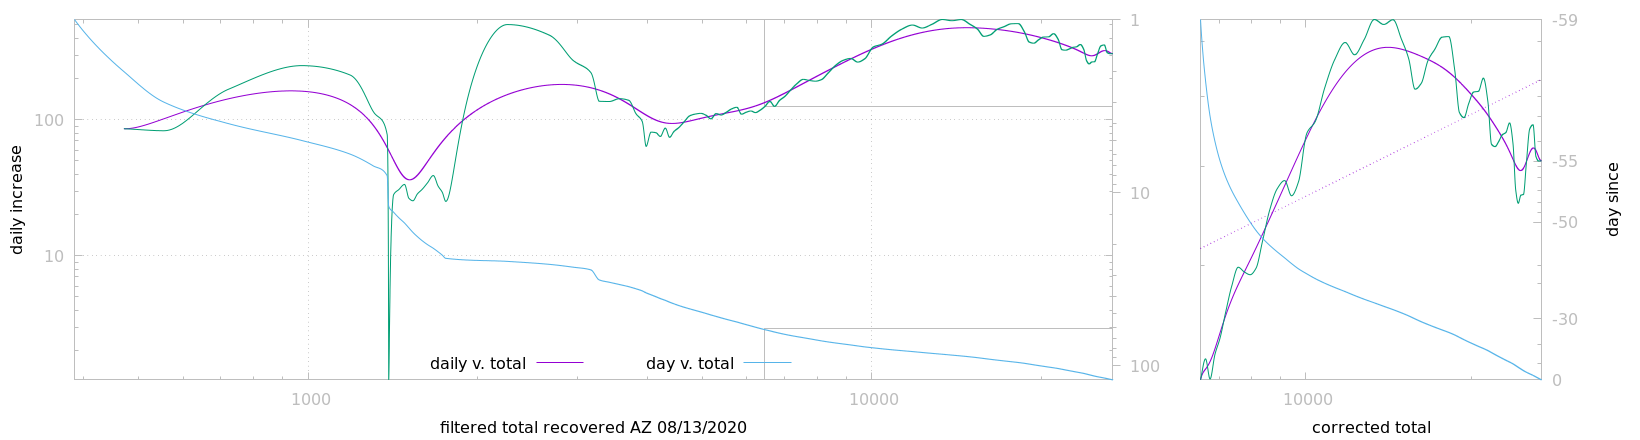 daily increase
100
10
daily v. total
day v. total
1
10
100
1000
10000
filtered total recovered AZ 08/13/2020
-59
-55
-50
-30
0
day since
10000
corrected total